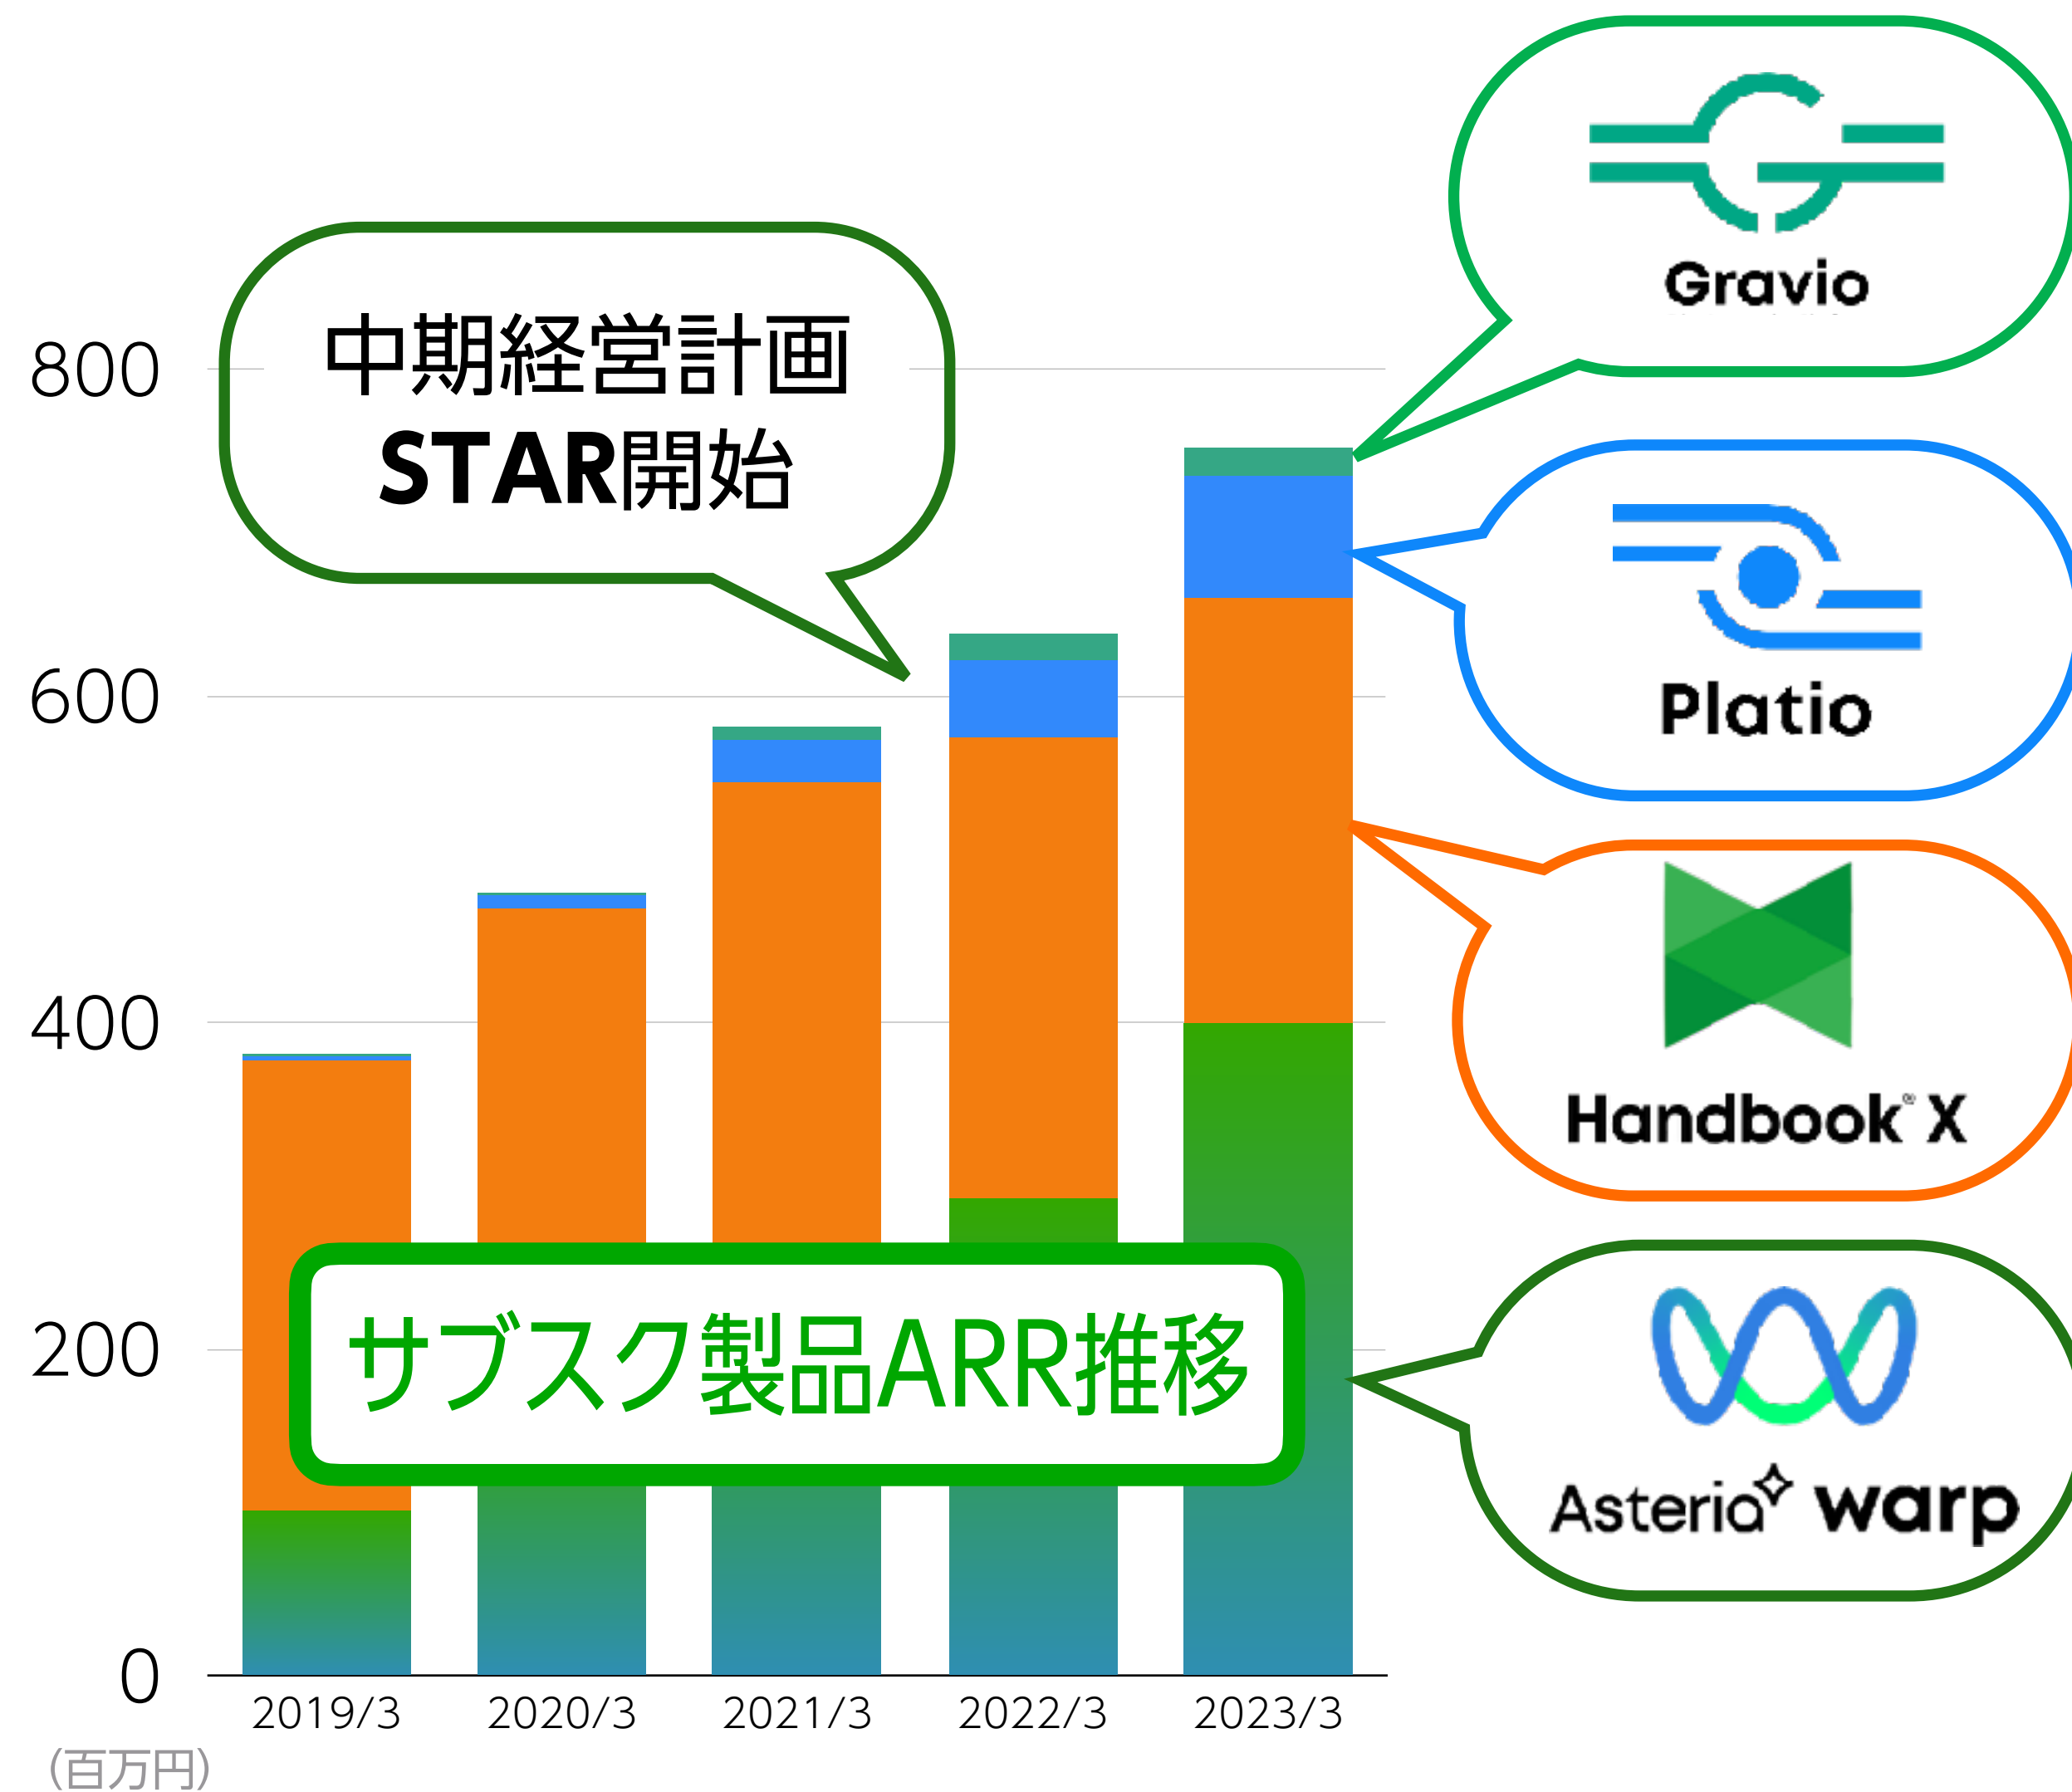 Gravio
中期経営計画
STAR開始
800
Platio
600
Handbook® X
400
サブスク製品ARR推移
200
Asteria warp
0
2019/3
2020/3
2021/3
2022/3
2023/3
(百万円)